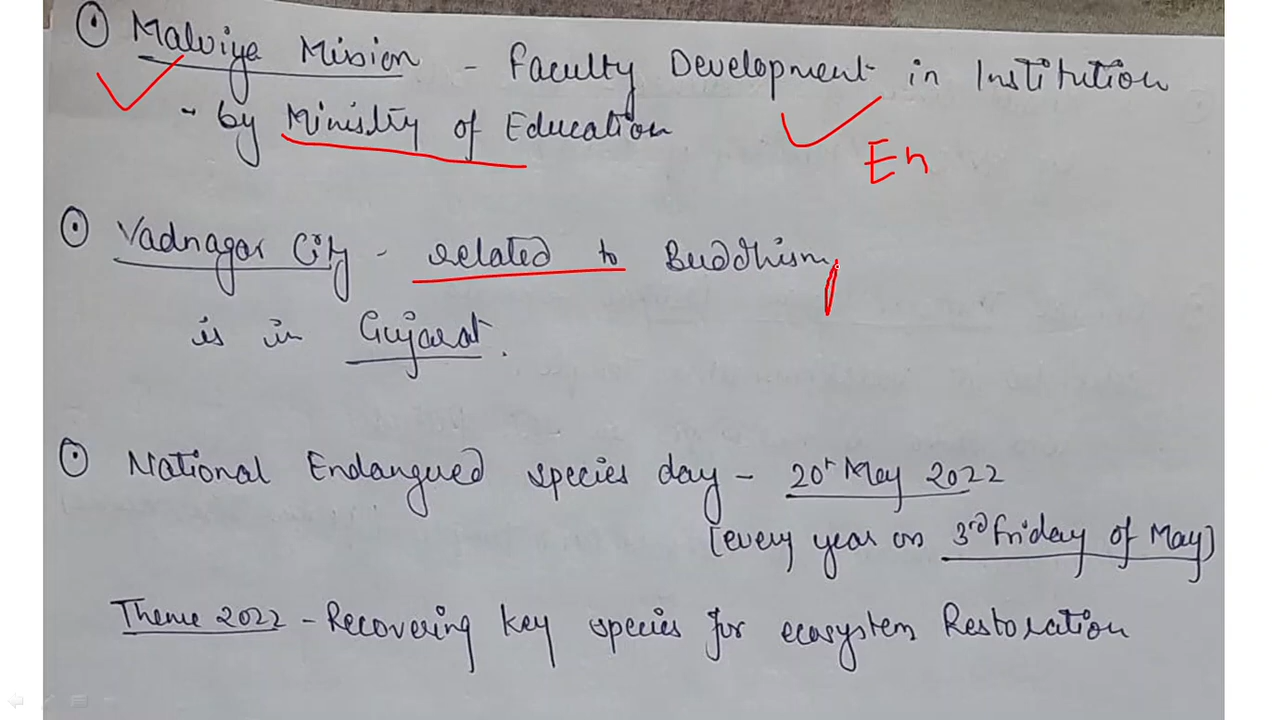 Malviya Mission - Faculty Development in Institution
- by Ministry of Education
En
Vadnagar City - related to Buddhism,
is in Gujarat.
National Endangered species day - 20th May 2022
[every year on 3rd Friday of May]
Theme 2022 - Recovering key species for ecosystem Restoration